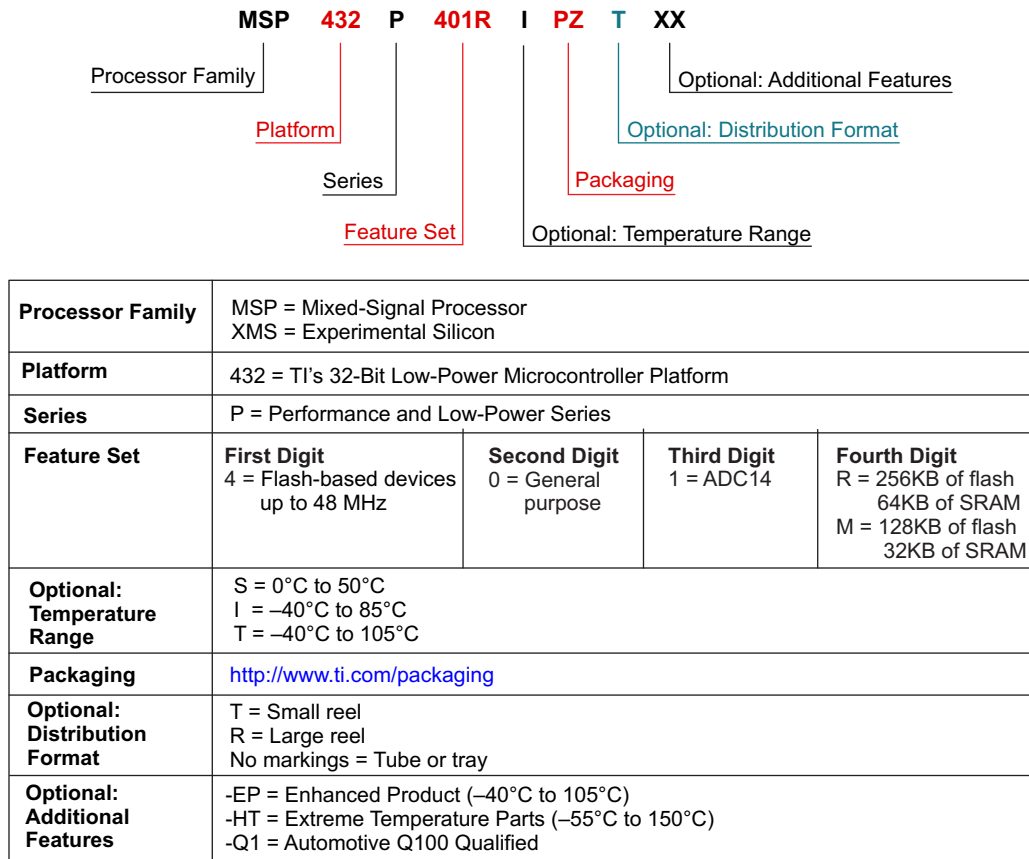 MSP 432 P 401R I PZ T XX
Processor Family
Optional: Additional Features
Platform
Optional: Distribution Format
Series
Packaging
Feature Set
Optional: Temperature Range
Processor Family
MSP = Mixed-Signal Processor
XMS = Experimental Silicon
Platform
432 = TI's 32-Bit Low-Power Microcontroller Platform
Series
P = Performance and Low-Power Series
Feature Set
First Digit
4 = Flash-based devices
up to 48 MHz
Second Digit
0 = General
purpose
Third Digit
1 = ADC14
Fourth Digit
R = 256KB of flash
64KB of SRAM
M = 128KB of flash
32KB of SRAM
Optional:
Temperature
Range
S = 0°C to 50°C
I = –40°C to 85°C
T = –40°C to 105°C
Packaging
http://www.ti.com/packaging
Optional:
Distribution
Format
T = Small reel
R = Large reel
No markings = Tube or tray
Optional:
Additional
Features
-EP = Enhanced Product (–40°C to 105°C)
-HT = Extreme Temperature Parts (–55°C to 150°C)
-Q1 = Automotive Q100 Qualified